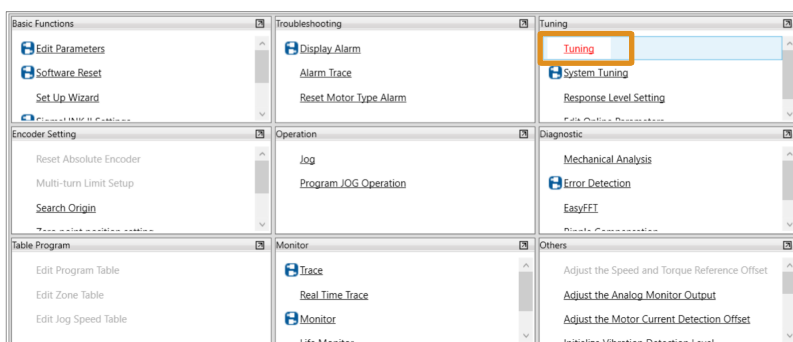 Basic Functions
Edit Parameters
Software Reset
Set Up Wizard
Troubleshooting
Display Alarm
Alarm Trace
Reset Motor Type Alarm
Tuning
Tuning
System Tuning
Response Level Setting
Encoder Setting
Reset Absolute Encoder
Multi-turn Limit Setup
Search Origin
Operation
Jog
Program JOG Operation
Diagnostic
Mechanical Analysis
Error Detection
EasyFFT
Table Program
Edit Program Table
Edit Zone Table
Edit Jog Speed Table
Monitor
Trace
Real Time Trace
Monitor
Others
Adjust the Speed and Torque Reference Offset
Adjust the Analog Monitor Output
Adjust the Motor Current Detection Offset